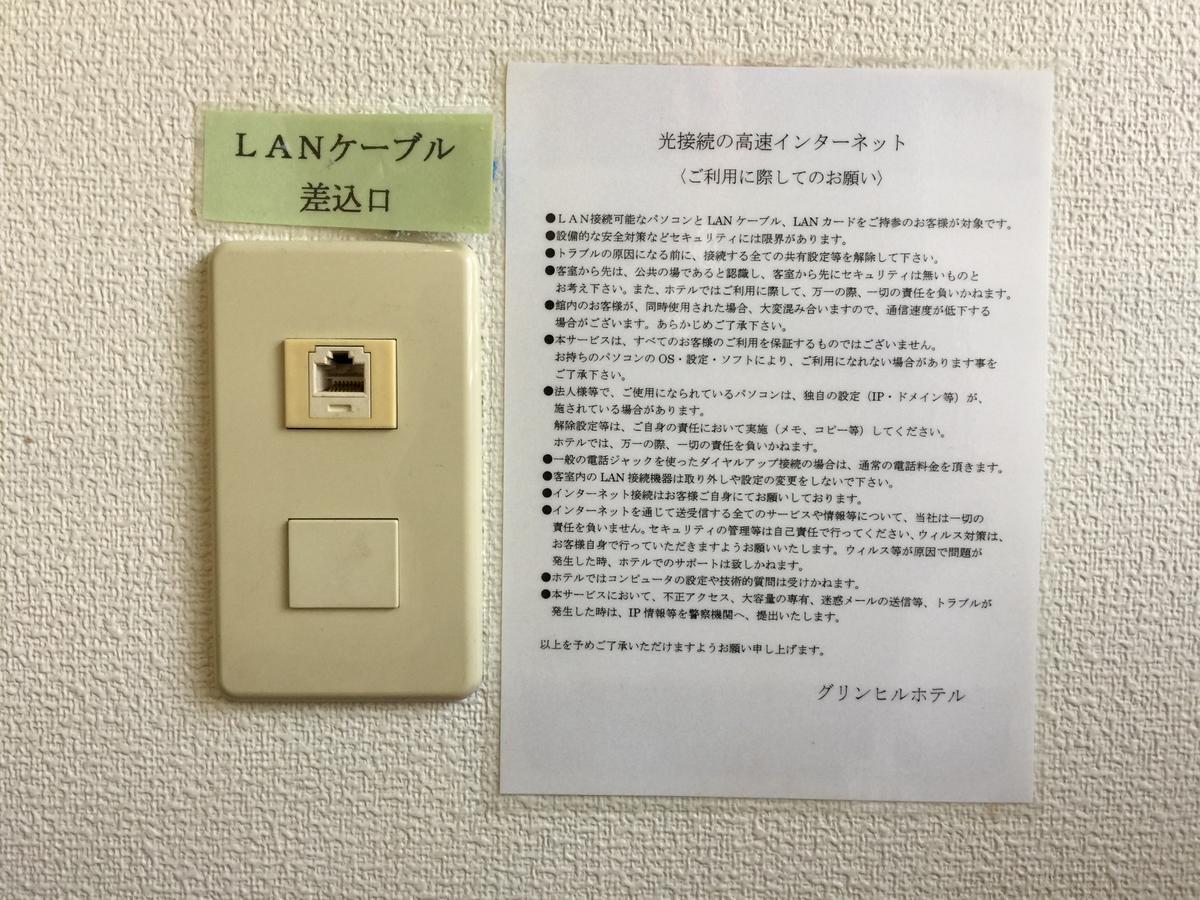 ＬＡＮケーブル
差込口
光接続の高速インターネット
〈ご利用に際してのお願い〉
●ＬＡＮ接続可能なパソコンと LAN ケーブル、LAN カードをご持参のお客様が対象です。
●設備的な安全対策などセキュリティには限界があります。
●トラブルの原因になる前に、接続する全ての共有設定等を解除して下さい。
●客室から先は、公共の場であると認識し、客室から先にセキュリティは無いものと
お考え下さい。また、ホテルではご利用に際して、万一の際、一切の責任を負いかねます。
●館内のお客様が、同時使用された場合、大変混み合いますので、通信速度が低下する
場合がございます。あらかじめご了承下さい。
●本サービスは、すべてのお客様のご利用を保証するものではございません。
お持ちのパソコンの OS・設定・ソフトにより、ご利用になれない場合があります事を
ご了承下さい。
●法人様等で、ご使用になられているパソコンは、独自の設定（IP・ドメイン等）が、
施されている場合があります。
解除設定等は、ご自身の責任において実施（メモ、コピー等）してください。
ホテルでは、万一の際、一切の責任を負いかねます。
●一般の電話ジャックを使ったダイヤルアップ接続の場合は、通常の電話料金を頂きます。
●客室内の LAN 接続機器は取り外しや設定の変更をしないで下さい。
●インターネット接続はお客様ご自身にてお願いしております。
●インターネットを通じて送受信する全てのサービスや情報等について、当社は一切の
責任を負いません。セキュリティの管理等は自己責任で行ってください、ウィルス対策は、
お客様自身で行っていただきますようお願いいたします。ウィルス等が原因で問題が
発生した時、ホテルでのサポートは致しかねます。
●ホテルではコンピュータの設定や技術的質問は受けかねます。
●本サービスにおいて、不正アクセス、大容量の専有、迷惑メールの送信等、トラブルが
発生した時は、IP 情報等を警察機関へ、提出いたします。
以上を予めご了承いただけますようお願い申し上げます。
グリンヒルホテル